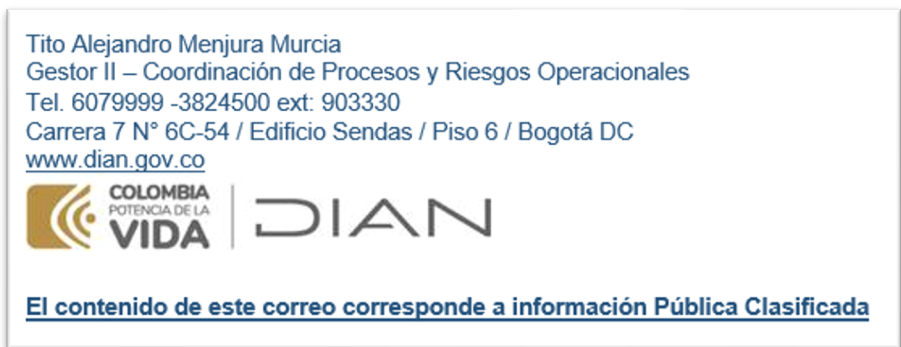 Tito Alejandro Menjura Murcia
Gestor II – Coordinación de Procesos y Riesgos Operacionales
Tel. 6079999 -3824500 ext: 903330
Carrera 7 N° 6C-54 / Edificio Sendas / Piso 6 / Bogotá DC
www.dian.gov.co
COLOMBIA
POTENCIA DE LA
VIDA
DIAN
El contenido de este correo corresponde a información Pública Clasificada